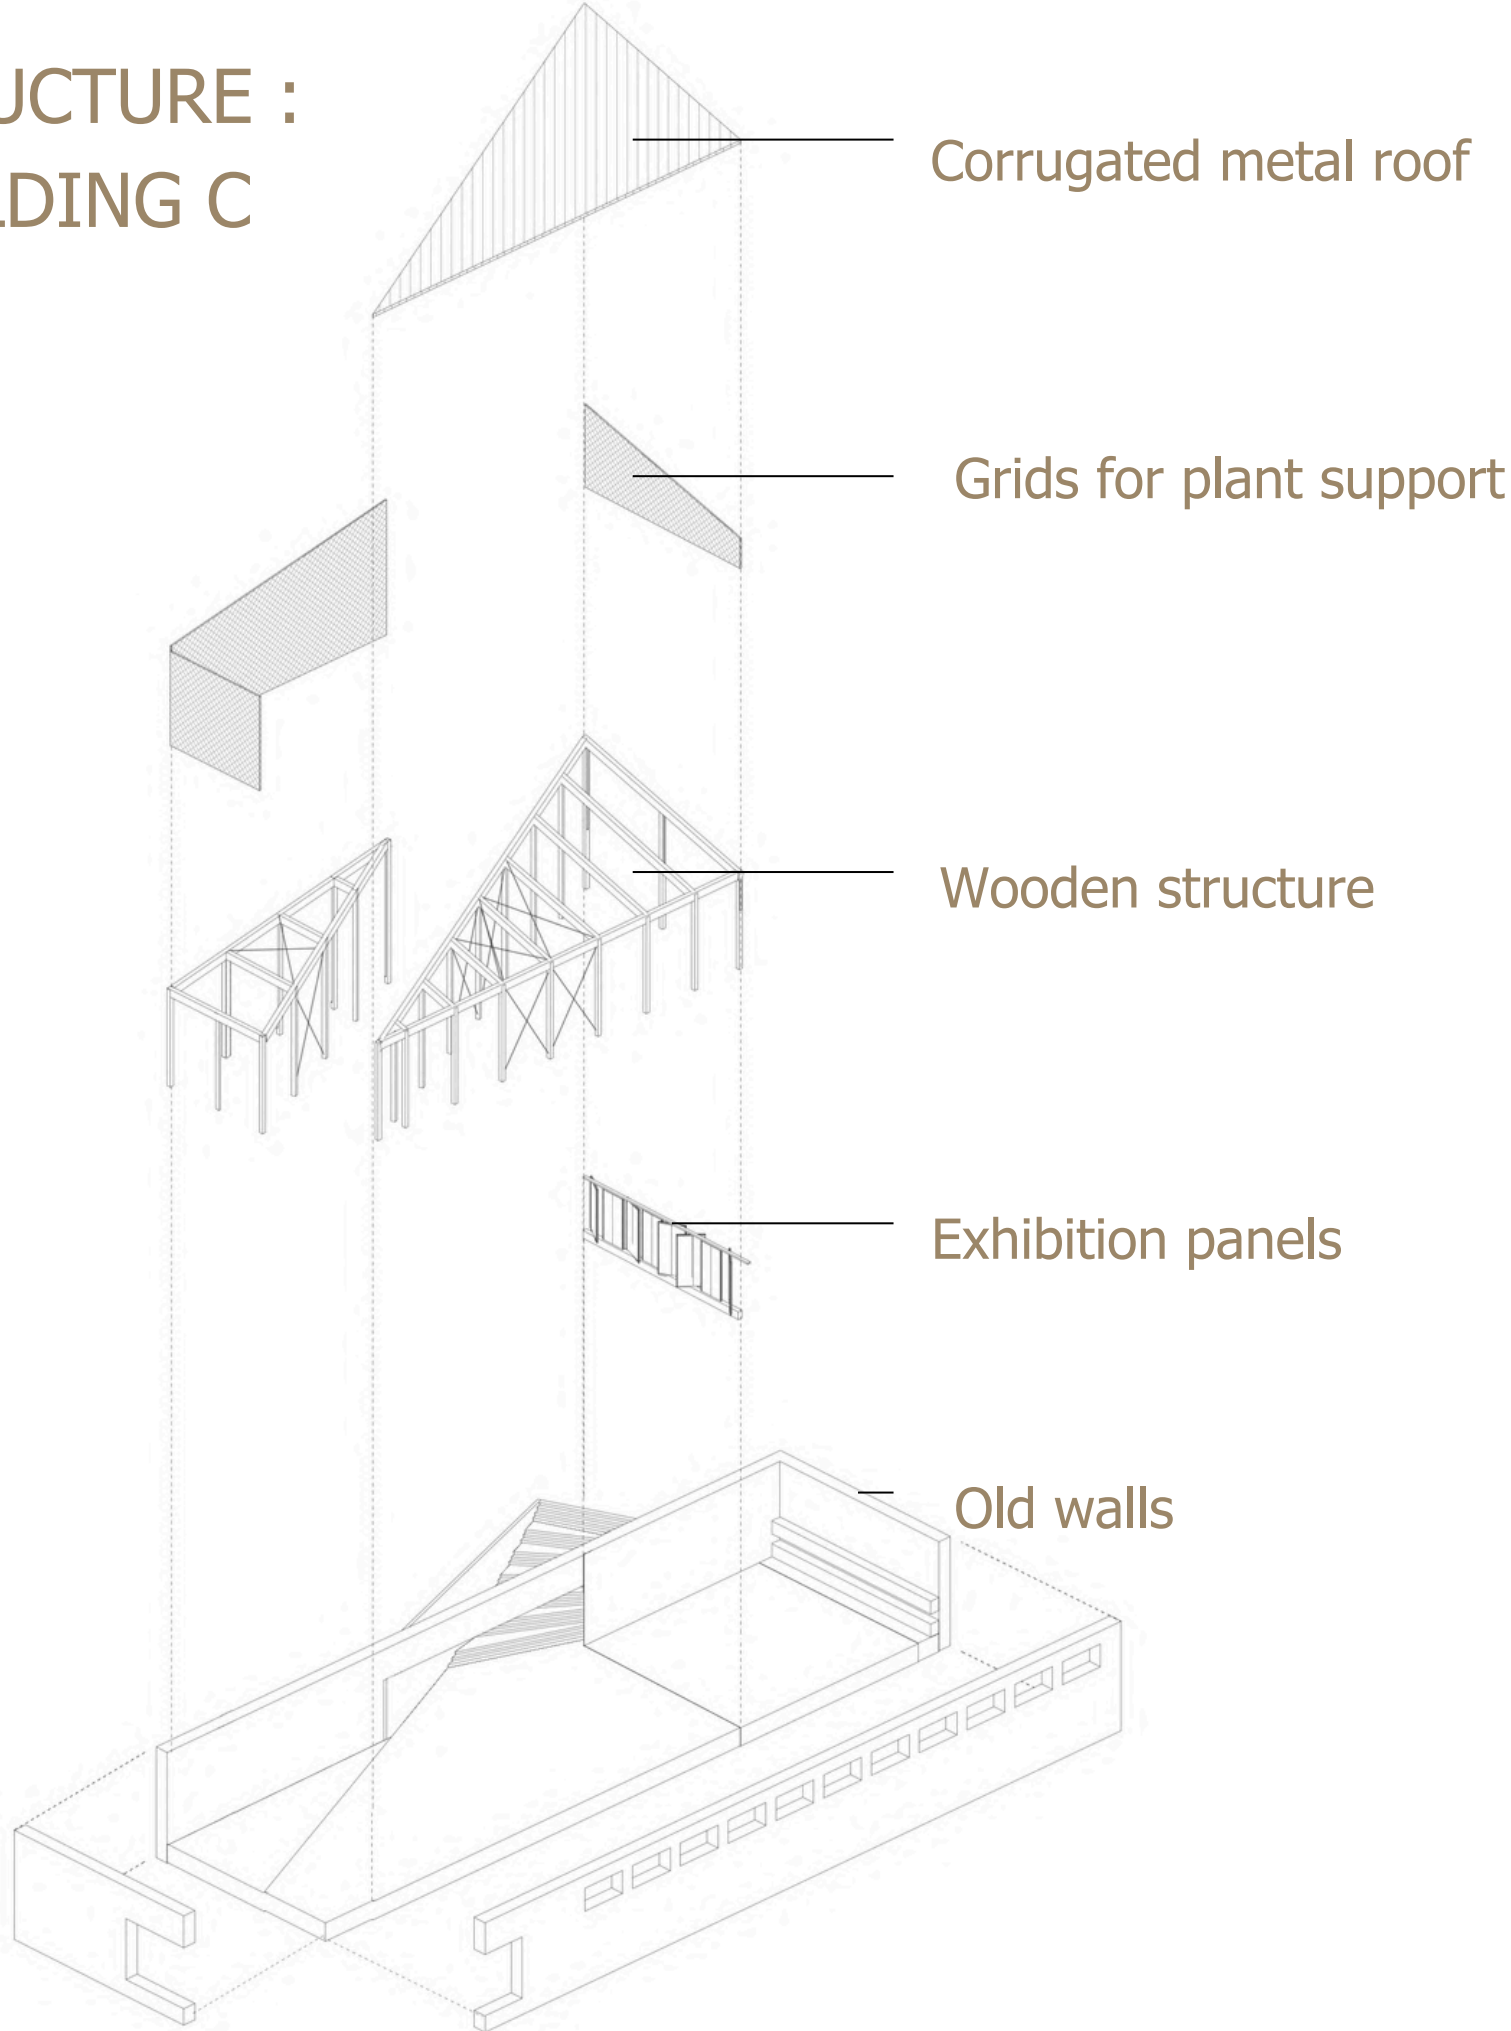 UCTURE :
LDING C
Corrugated metal roof
Grids for plant support
Wooden structure
Exhibition panels
Old walls